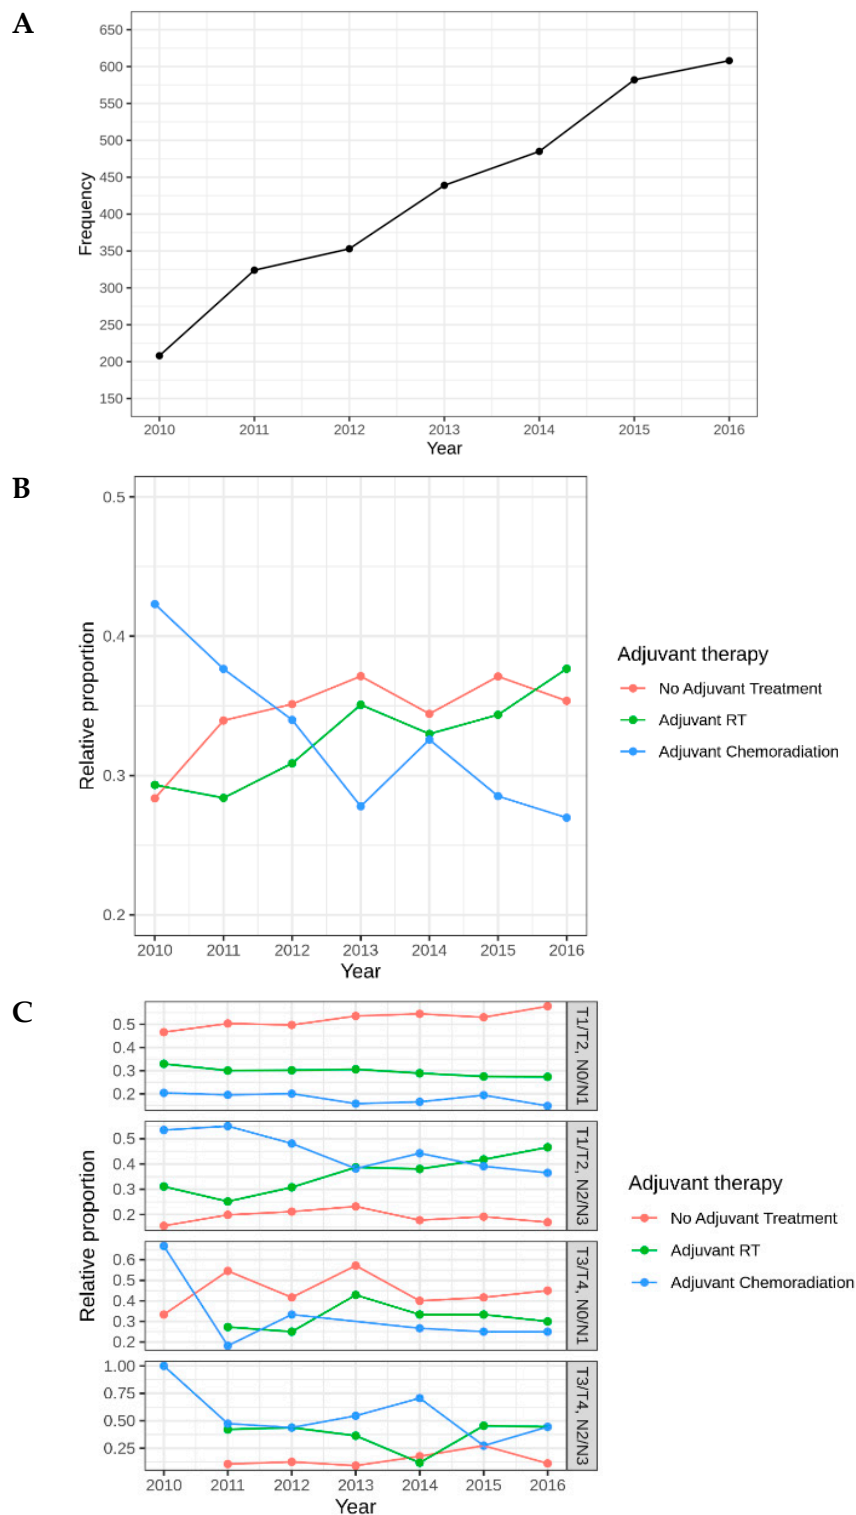 A
650
600
550
500
450
400
350
300
250
200
150
Frequency
2010 2011 2012 2013 2014 2015 2016
Year
B
0.5
0.4
0.3
0.2
Relative proportion
2010 2011 2012 2013 2014 2015 2016
Year
Adjuvant therapy
No Adjuvant Treatment
Adjuvant RT
Adjuvant Chemoradiation
C
0.5
0.4
0.3
0.2
T1/T2, N0/N1
0.5
0.4
0.3
0.2
T1/T2, N2/N3
0.6
0.5
0.4
0.3
0.2
T3/T4, N0/N1
1.00
0.75
0.50
0.25
T3/T4, N2/N3
Relative proportion
2010 2011 2012 2013 2014 2015 2016
Year
Adjuvant therapy
No Adjuvant Treatment
Adjuvant RT
Adjuvant Chemoradiation